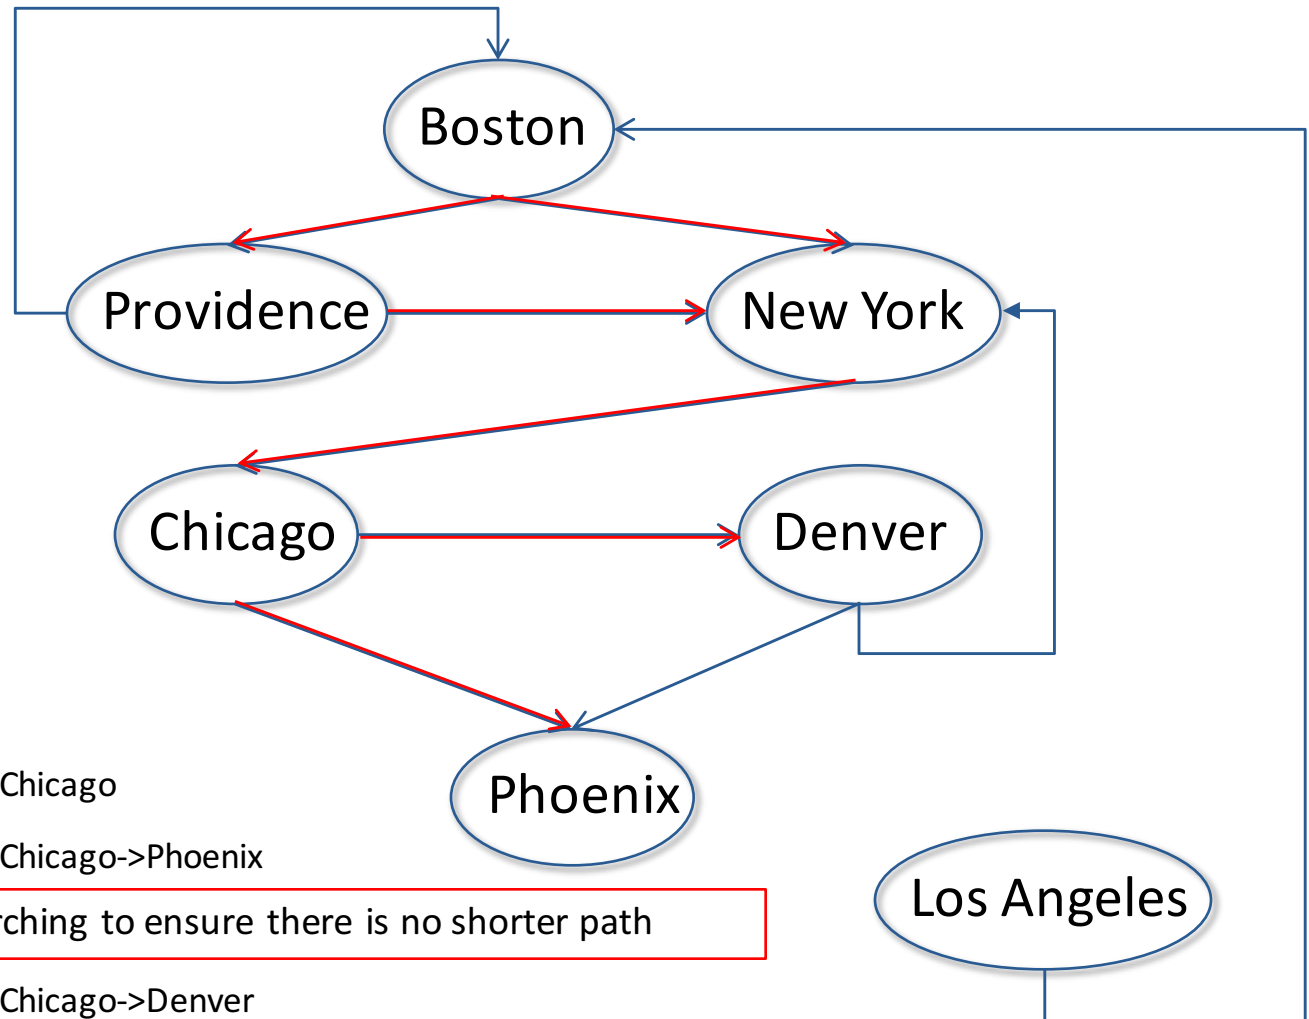 Boston
Providence
New York
Chicago
Denver
Chicago
Phoenix
Chicago->Phoenix
Los Angeles
rching to ensure there is no shorter path
Chicago->Denver